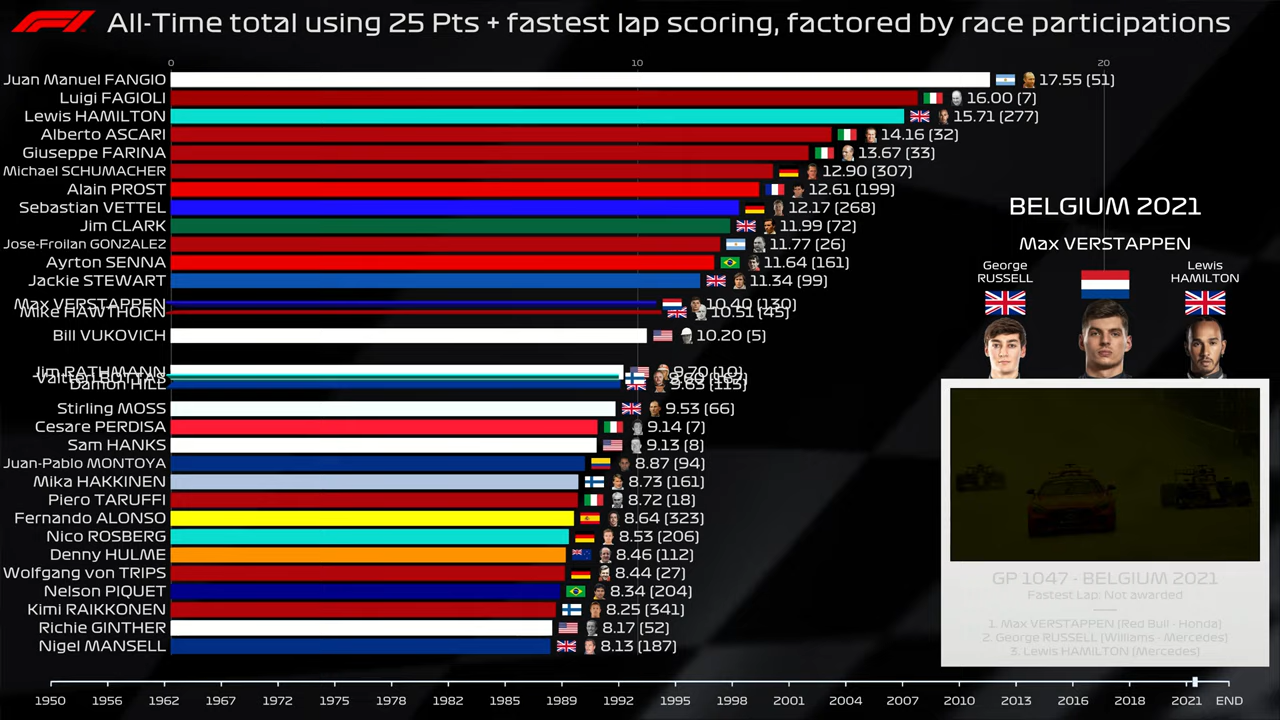 F1 All-Time total using 25 Pts + fastest lap scoring, factored by race participations
0 10 20
Juan Manuel FANGIO 17.55 (51)
Luigi FAGIOLI 16.00 (7)
Lewis HAMILTON 15.71 (277)
Alberto ASCARI 14.16 (32)
Giuseppe FARINA 13.67 (33)
Michael SCHUMACHER 12.90 (307)
Alain PROST 12.61 (199)
Sebastian VETTEL 12.17 (268)
Jim CLARK 11.99 (72)
Jose-Froilan GONZALEZ 11.77 (26)
Ayrton SENNA 11.64 (161)
Jackie STEWART 11.34 (99)
Max VERSTAPPEN 10.40 (130)
Mike HAWTHORN 10.51 (45)
Bill VUKOVICH 10.20 (5)
Jim RATHMANN 9.70 (10)
Damon HILL 9.63 (115)
Stirling MOSS 9.53 (66)
Cesare PERDISA 9.14 (7)
Sam HANKS 9.13 (8)
Juan-Pablo MONTOYA 8.87 (94)
Mika HAKKINEN 8.73 (161)
Piero TARUFFI 8.72 (18)
Fernando ALONSO 8.64 (323)
Nico ROSBERG 8.53 (206)
Denny HULME 8.46 (112)
Wolfgang von TRIPS 8.44 (27)
Nelson PIQUET 8.34 (204)
Kimi RAIKKONEN 8.25 (341)
Richie GINTHER 8.17 (52)
Nigel MANSELL 8.13 (187)
BELGIUM 2021
Max VERSTAPPEN
George
RUSSELL
Lewis
HAMILTON
GP 1047 - BELGIUM 2021
Fastest Lap: Not awarded
1. Max VERSTAPPEN (Red Bull - Honda)
2. George RUSSELL (Williams - Mercedes)
3. Lewis HAMILTON (Mercedes)
1950 1956 1962 1967 1972 1975 1978 1982 1985 1989 1992 1995 1998 2001 2004 2007 2010 2013 2016 2018 2021 END